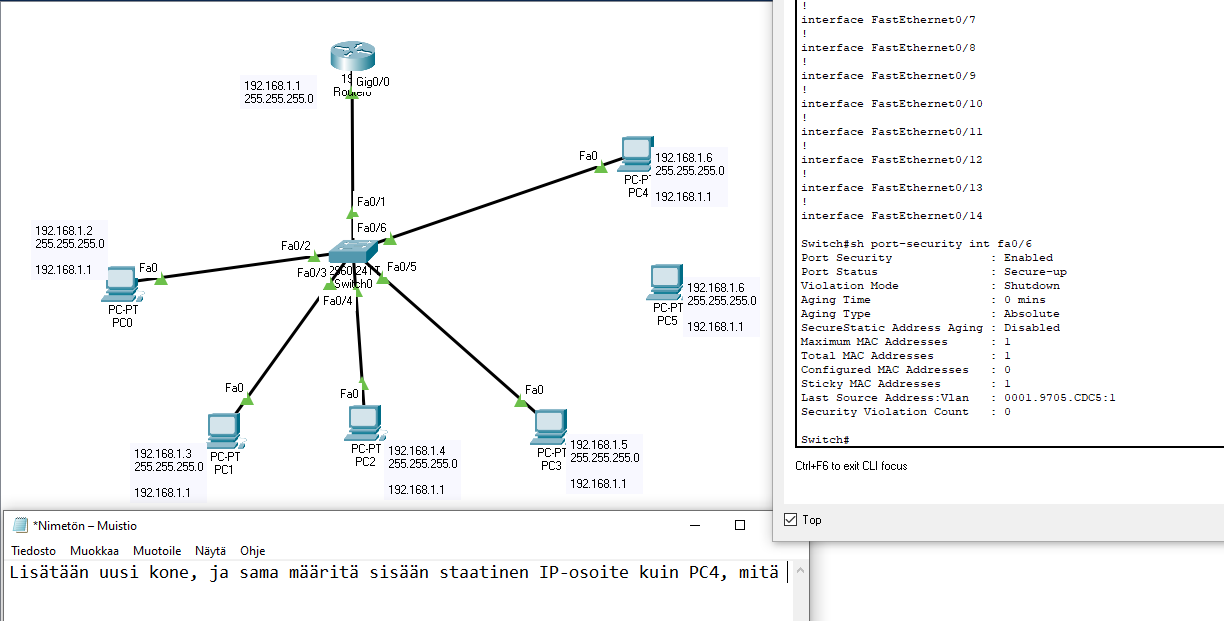 192.168.1.1
255.255.255.0
Gig0/0
Fa0/1
Fa0/6
Fa0
192.168.1.6
255.255.255.0
192.168.1.1
PC4
192.168.1.2
255.255.255.0
192.168.1.1
Fa0
PC-PT
PC0
Fa0/2
Fa0/3
Switch0
Fa0/4
Fa0/5
192.168.1.6
255.255.255.0
192.168.1.1
PC-PT
PC5
Fa0
192.168.1.3
255.255.255.0
192.168.1.1
PC-PT
PC1
Fa0
PC-PT
PC2
192.168.1.4
255.255.255.0
192.168.1.1
Fa0
PC-PT
PC3
192.168.1.5
255.255.255.0
192.168.1.1
!
interface FastEthernet0/7
!
interface FastEthernet0/8
!
interface FastEthernet0/9
!
interface FastEthernet0/10
!
interface FastEthernet0/11
!
interface FastEthernet0/12
!
interface FastEthernet0/13
!
interface FastEthernet0/14
Switch#sh port-security int fa0/6
Port Security : Enabled
Port Status : Secure-up
Violation Mode : Shutdown
Aging Time : 0 mins
Aging Type : Absolute
SecureStatic Address Aging : Disabled
Maximum MAC Addresses : 1
Total MAC Addresses : 1
Configured MAC Addresses : 0
Sticky MAC Addresses : 1
Last Source Address:Vlan : 0001.9705.CDC5:1
Security Violation Count : 0
Switch#
Ctrl+F6 to exit CLI focus
Top
*Nimetön – Muistio
Tiedosto Muokkaa Muotoile Näytä Ohje
Lisätään uusi kone, ja sama määritä sisään staatinen IP-osoite kuin PC4, mitä